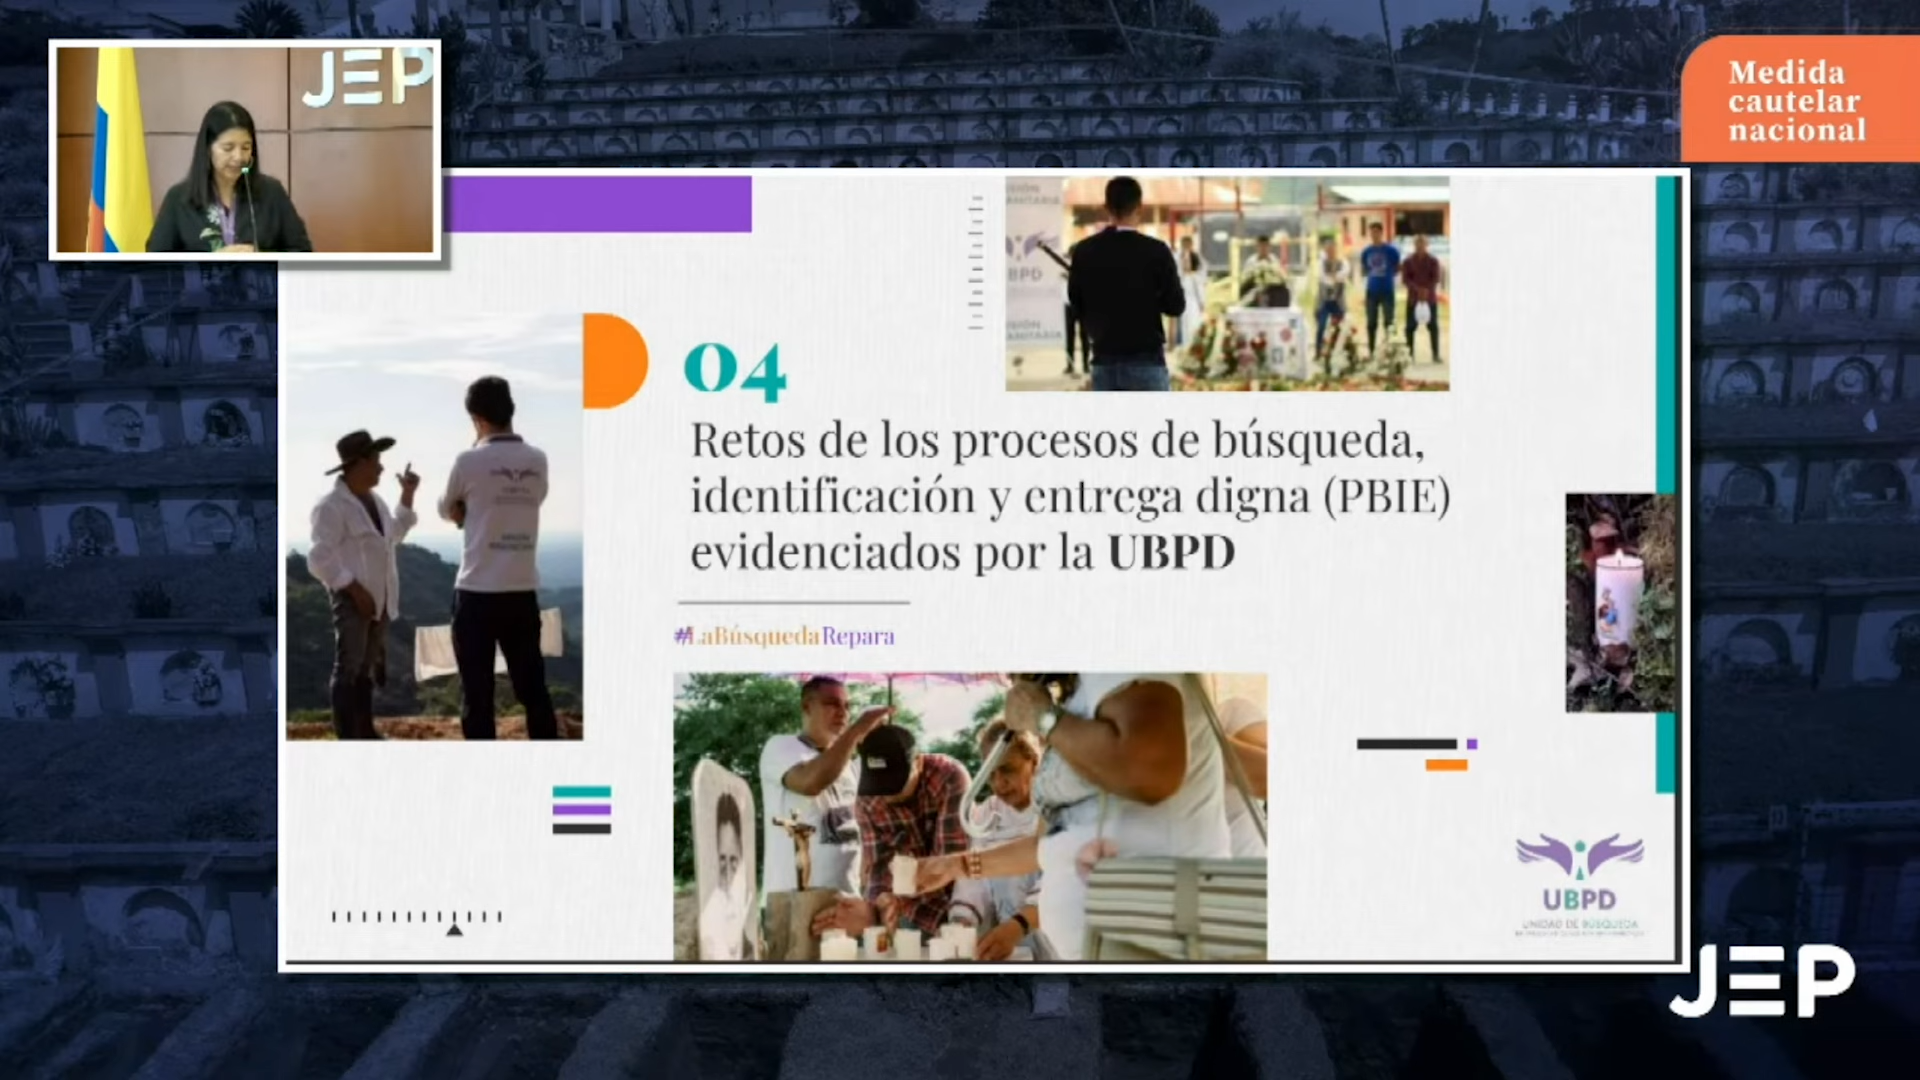 JEP
Medida
cautelar
nacional
04
Retos de los procesos de búsqueda,
identificación y entrega digna (PBIE)
evidenciados por la UBPD
#LaBúsquedaRepara
UBPD
UNIDAD DE BÚSQUEDA
JEP